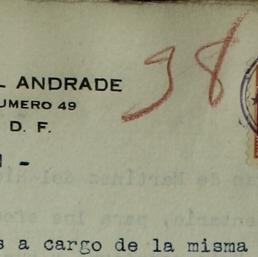 L ANDRADE
38
UMERO 49
D. F.
-
s a cargo de la misma